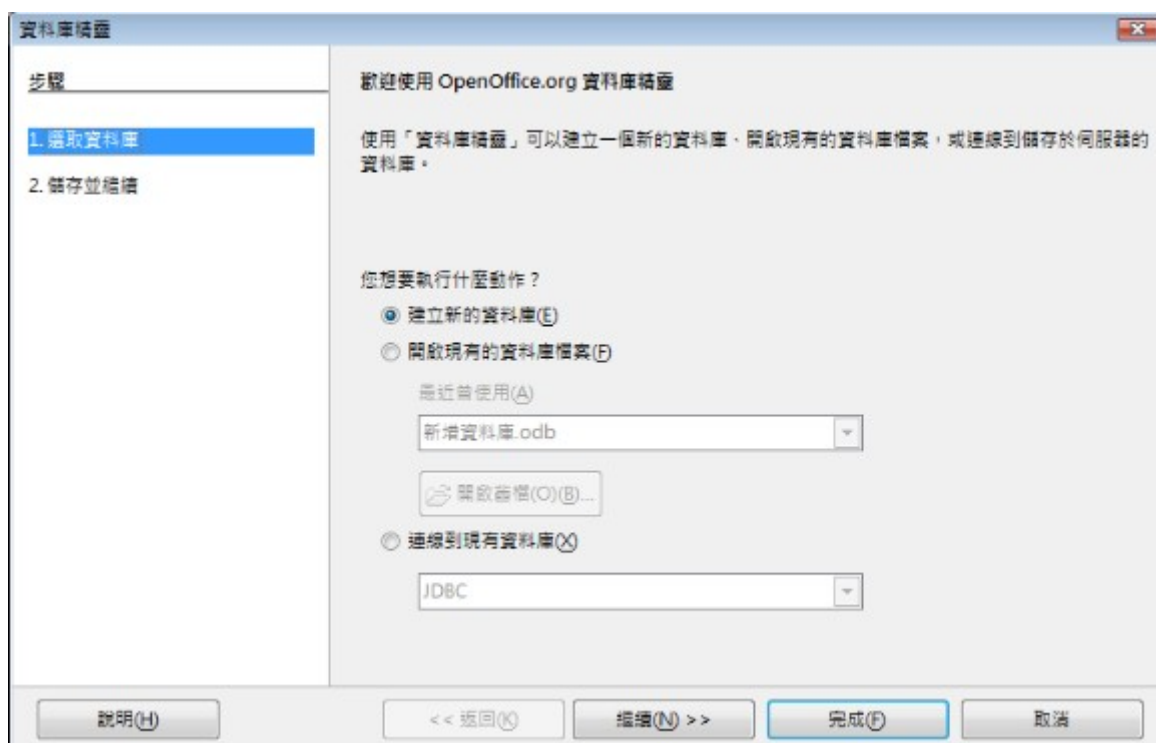 資料庫精靈
步驟
1. 選取資料庫
2. 儲存並繼續
歡迎使用 OpenOffice.org 資料庫精靈
使用「資料庫精靈」可以建立一個新的資料庫、開啟現有的資料庫檔案，或連線到儲存於伺服器的
資料庫。
您想要執行什麼動作？
建立新的資料庫(E)
開啟現有的資料庫檔案(F)
最近曾使用(A)
新增資料庫.odb
開啟舊檔(O)(B)...
連線到現有資料庫(X)
JDBC
說明(H)
<< 返回(K)
繼續(N) >>
完成(F)
取消